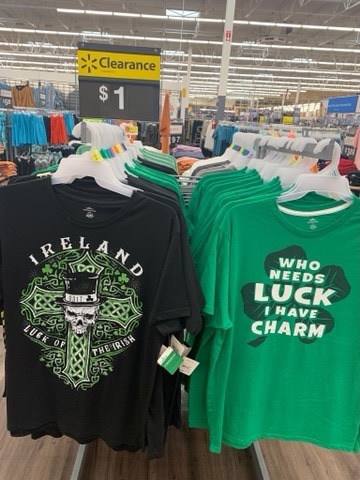 Clearance
$1
IRELAND
LUCK OF THE IRISH
WHO
NEEDS
LUCK
I HAVE
CHARM